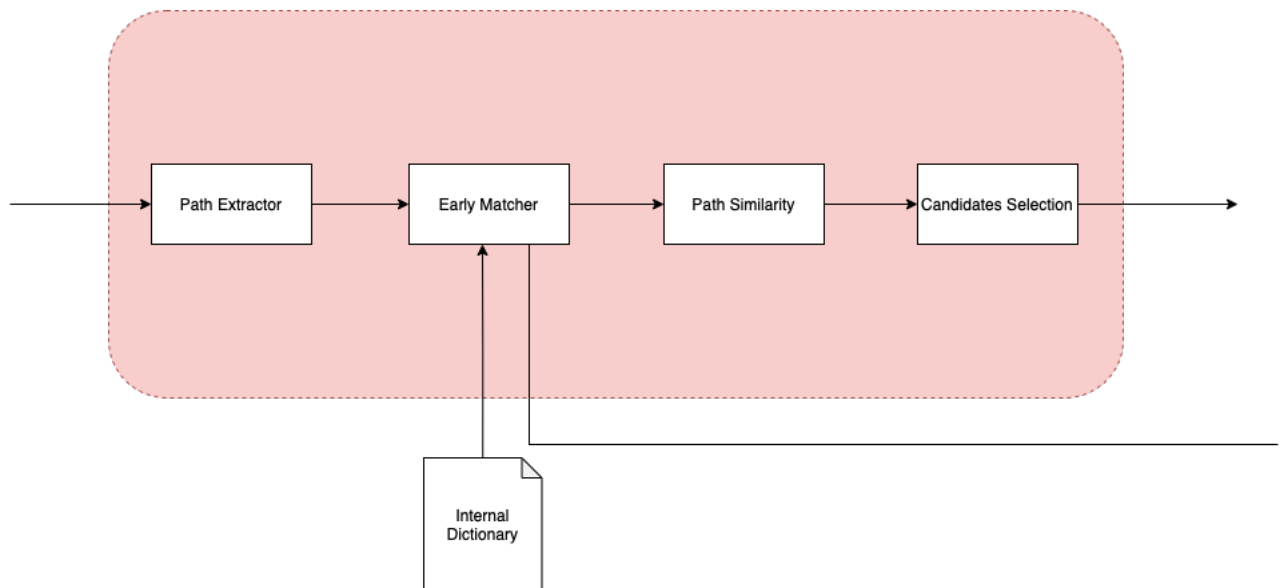 Path Extractor
Early Matcher
Path Similarity
Candidates Selection
Internal
Dictionary